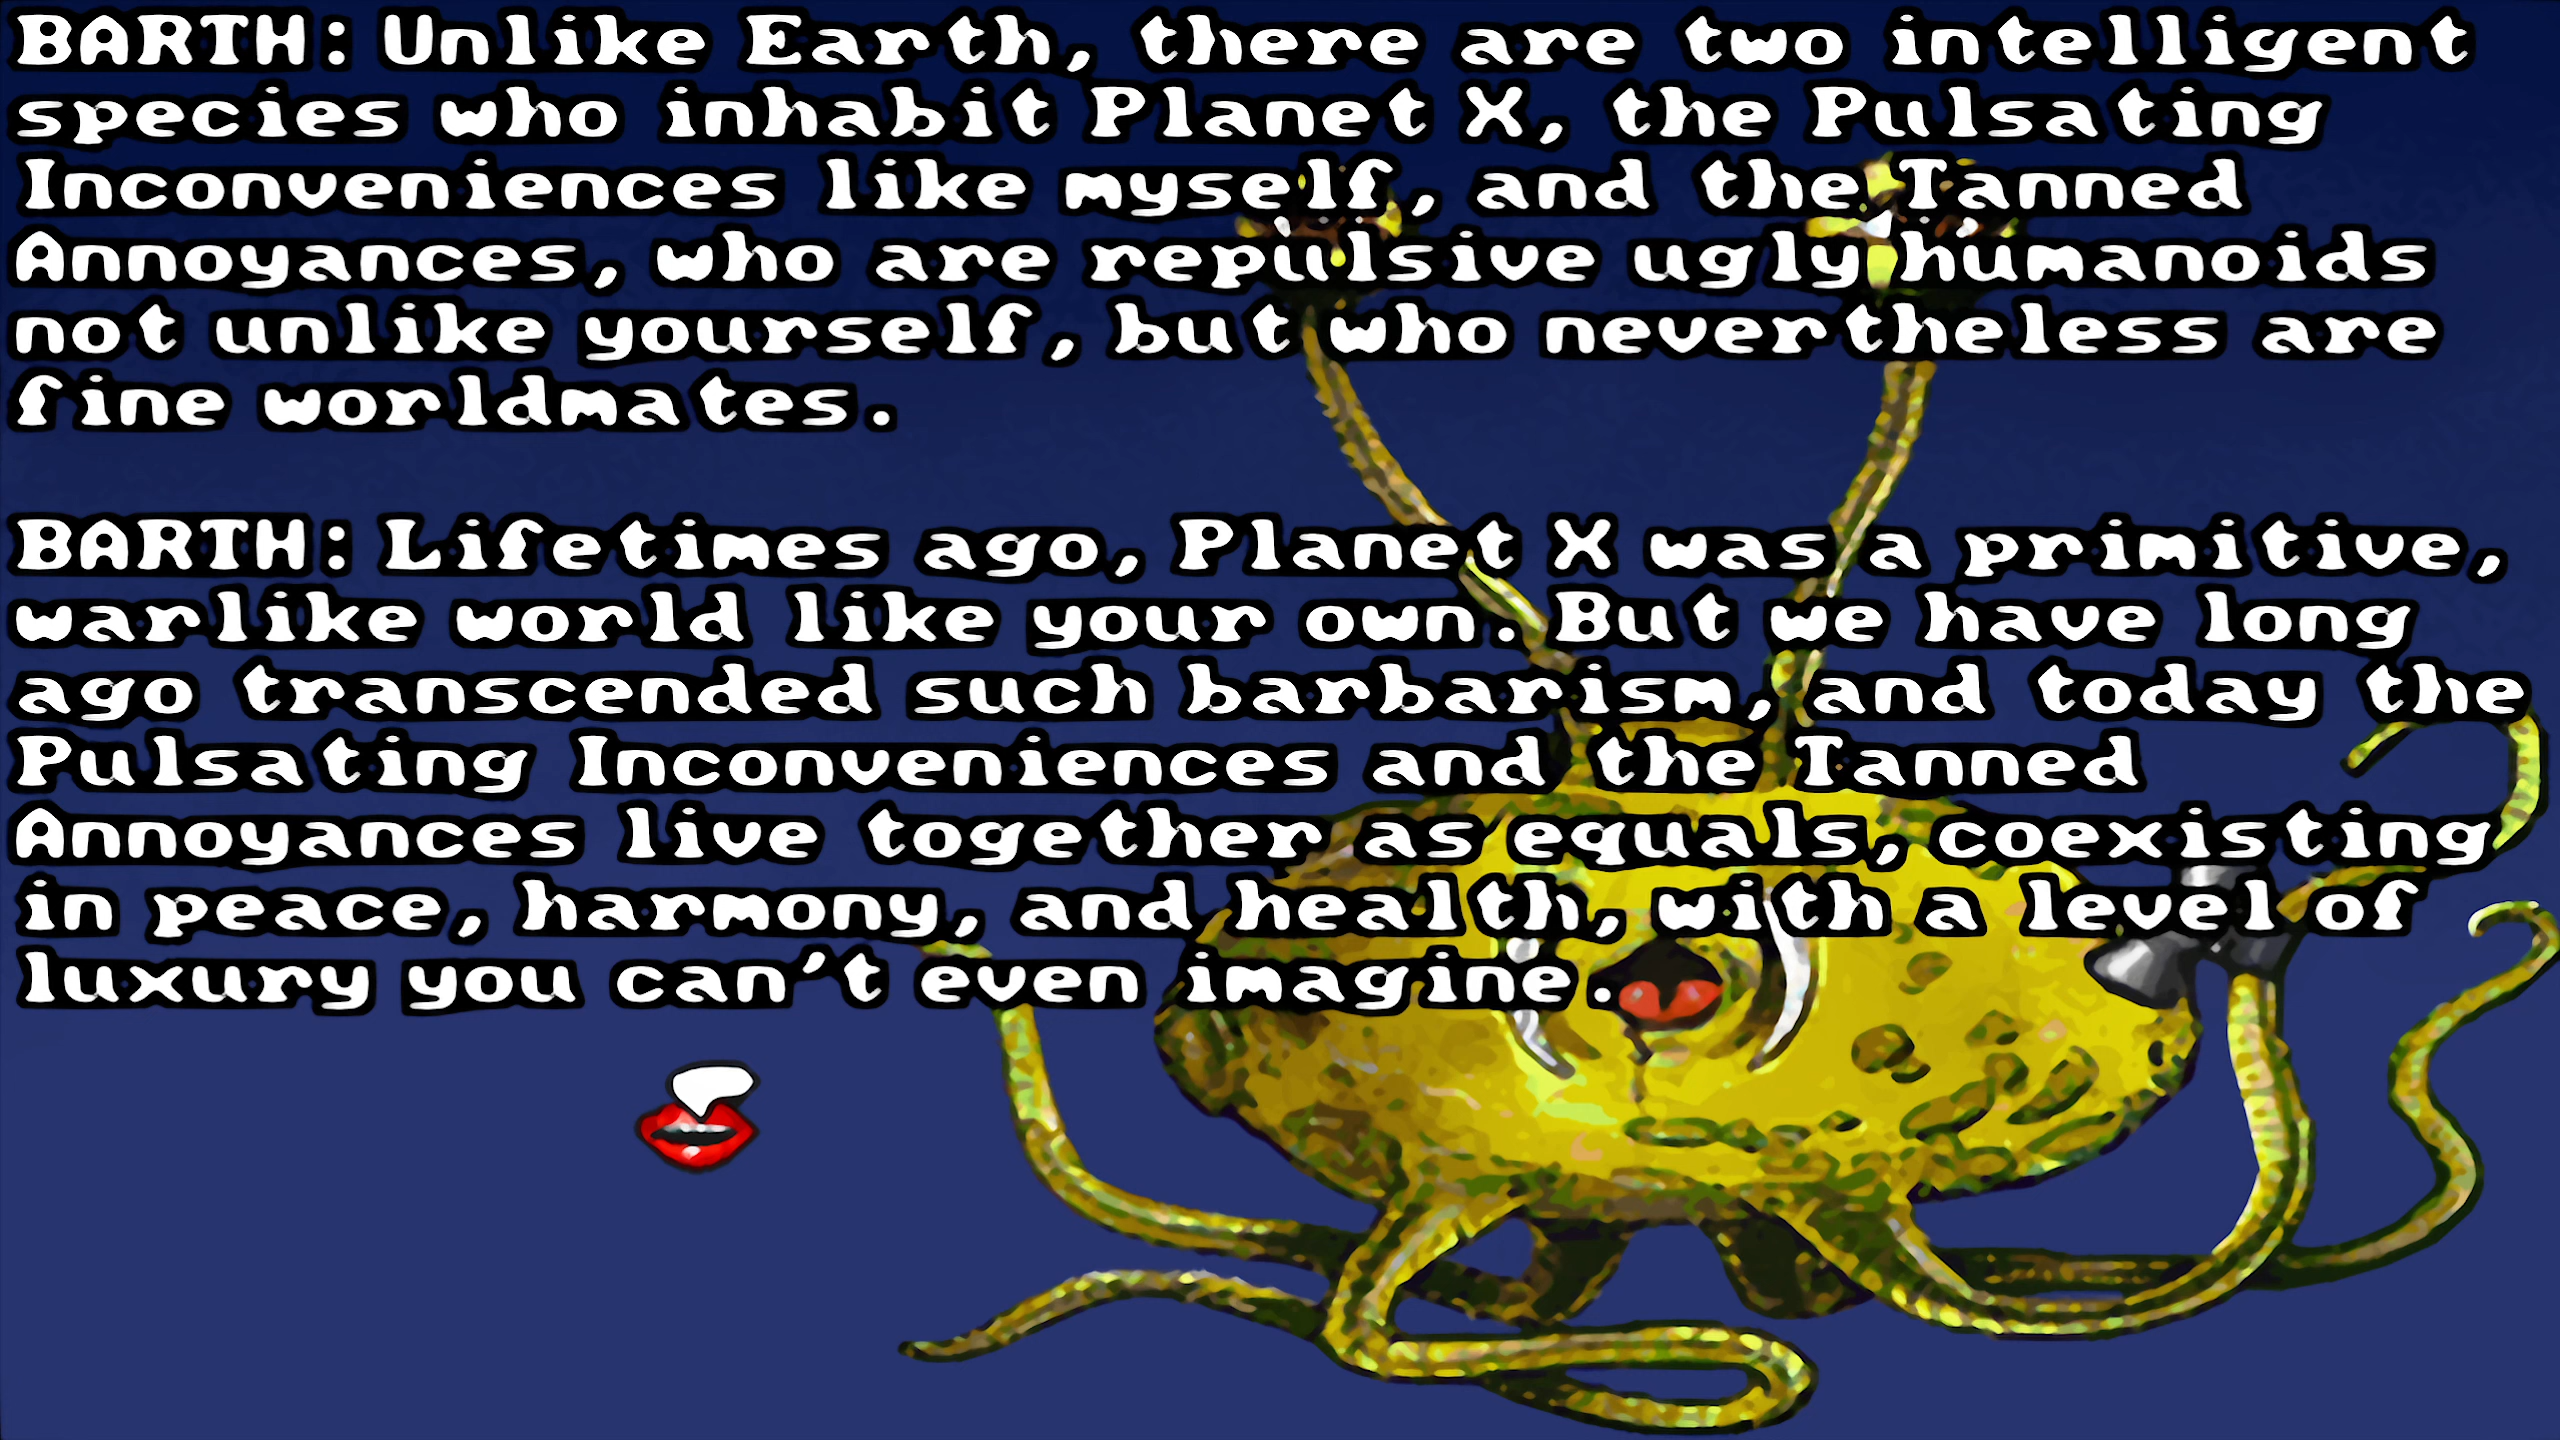 BARTH: Unlike Earth, there are two intelligent
species who inhabit Planet X, the Pulsating
Inconveniences like myself, and the Tanned
Annoyances, who are repulsive ugly humanoids
not unlike yourself, but who nevertheless are
fine worldmates.
BARTH: Lifetimes ago, Planet X was a primitive,
warlike world like your own. But we have long
ago transcended such barbarism, and today the
Pulsating Inconveniences and the Tanned
Annoyances live together as equals, coexisting
in peace, harmony, and health, with a level of
luxury you can't even imagine.